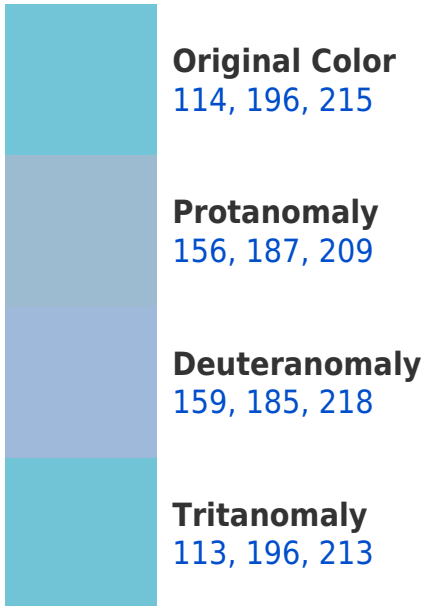 Original Color
114, 196, 215
Protanomaly
156, 187, 209
Deuteranomaly
159, 185, 218
Tritanomaly
113, 196, 213